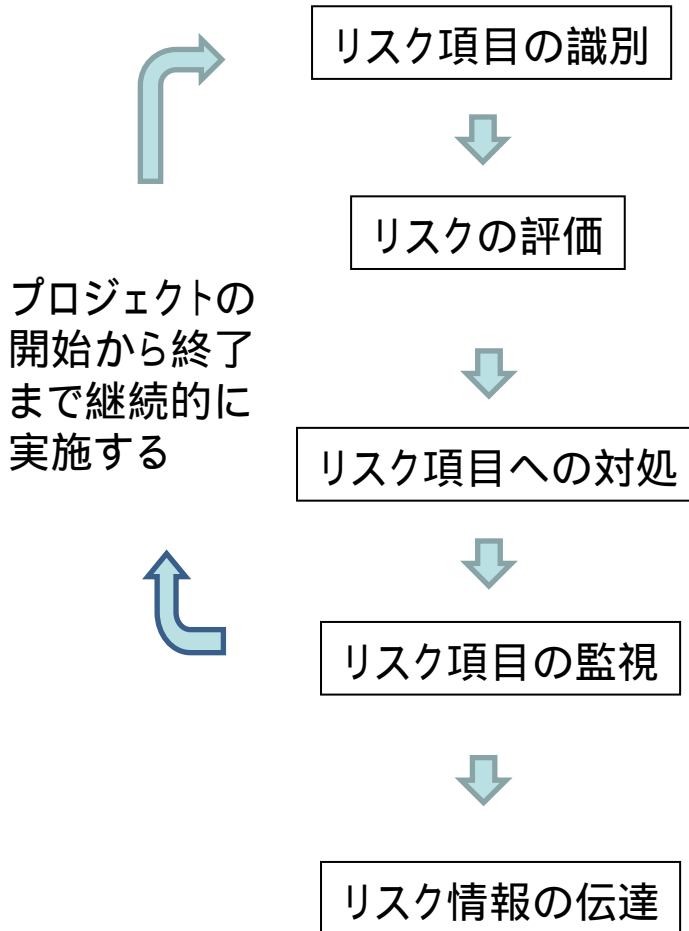 リスク項目の識別
リスクの評価
プロジェクトの
開始から終了
まで継続的に
実施する
リスク項目への対処
リスク項目の監視
リスク情報の伝達